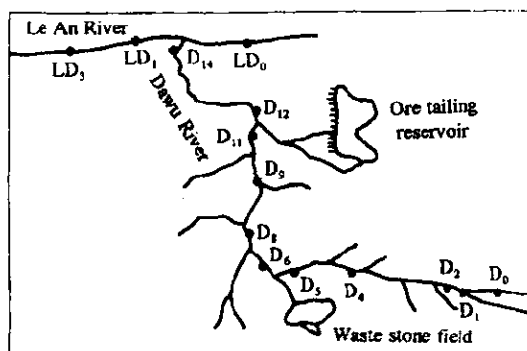 Le An River
LD3
LD1
D14
LD0
Dawu River
D12
D11
Ore tailing
reservoir
D9
D8
D6
D5
D4
D2
D0
D1
Waste stone field